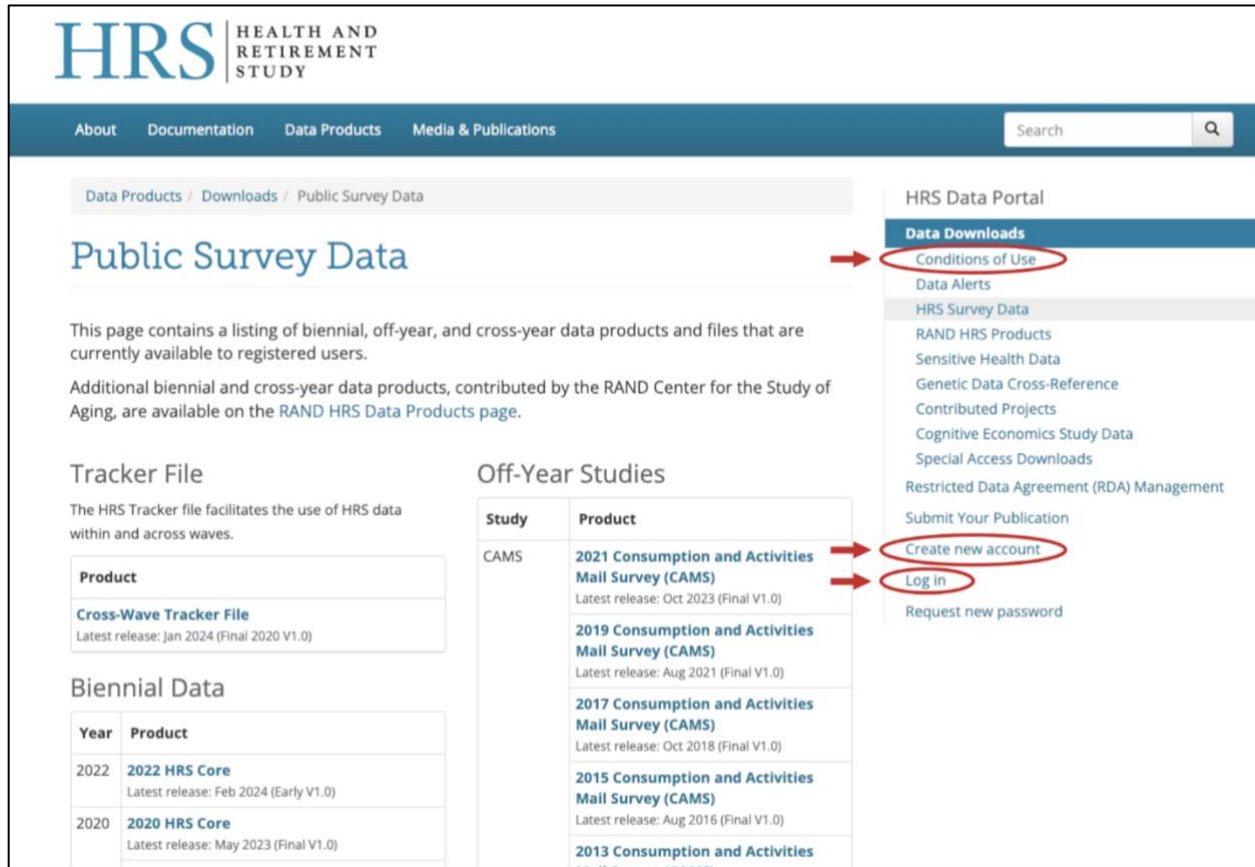 HRS
HEALTH AND
RETIREMENT
STUDY
About Documentation Data Products Media & Publications
Search
Data Products / Downloads / Public Survey Data
Public Survey Data
This page contains a listing of biennial, off-year, and cross-year data products and files that are
currently available to registered users.
Additional biennial and cross-year data products, contributed by the RAND Center for the Study of
Aging, are available on the RAND HRS Data Products page.
Tracker File
The HRS Tracker file facilitates the use of HRS data
within and across waves.
Product
Cross-Wave Tracker File
Latest release: Jan 2024 (Final 2020 V1.0)
Biennial Data
Year Product
2022 2022 HRS Core
Latest release: Feb 2024 (Early V1.0)
2020 2020 HRS Core
Latest release: May 2023 (Final V1.0)
Off-Year Studies
Study Product
CAMS 2021 Consumption and Activities
Mail Survey (CAMS)
Latest release: Oct 2023 (Final V1.0)
2019 Consumption and Activities
Mail Survey (CAMS)
Latest release: Aug 2021 (Final V1.0)
2017 Consumption and Activities
Mail Survey (CAMS)
Latest release: Oct 2018 (Final V1.0)
2015 Consumption and Activities
Mail Survey (CAMS)
Latest release: Aug 2016 (Final V1.0)
2013 Consumption and Activities
HRS Data Portal
Data Downloads
Conditions of Use
Data Alerts
HRS Survey Data
RAND HRS Products
Sensitive Health Data
Genetic Data Cross-Reference
Contributed Projects
Cognitive Economics Study Data
Special Access Downloads
Restricted Data Agreement (RDA) Management
Submit Your Publication
Create new account
Log in
Request new password